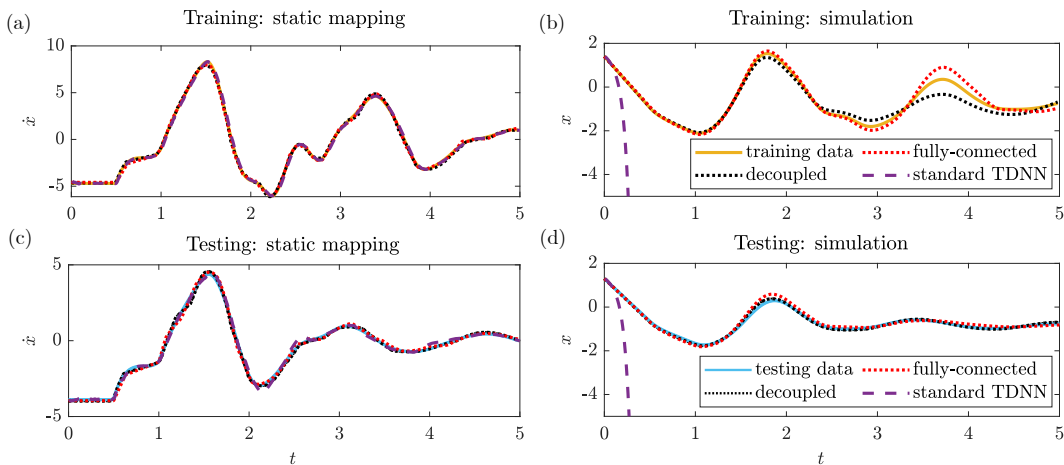 (a)
Training: static mapping
10
5
0
-5
ẋ
0 1 2 3 4 5
(b)
Training: simulation
2
0
-2
-4
x
training data
fully-connected
decoupled
standard TDNN
0 1 2 3 4 5
(c)
Testing: static mapping
5
0
-5
ẋ
0 1 2 3 4 5
t
(d)
Testing: simulation
2
0
-2
-4
x
testing data
fully-connected
decoupled
standard TDNN
0 1 2 3 4 5
t